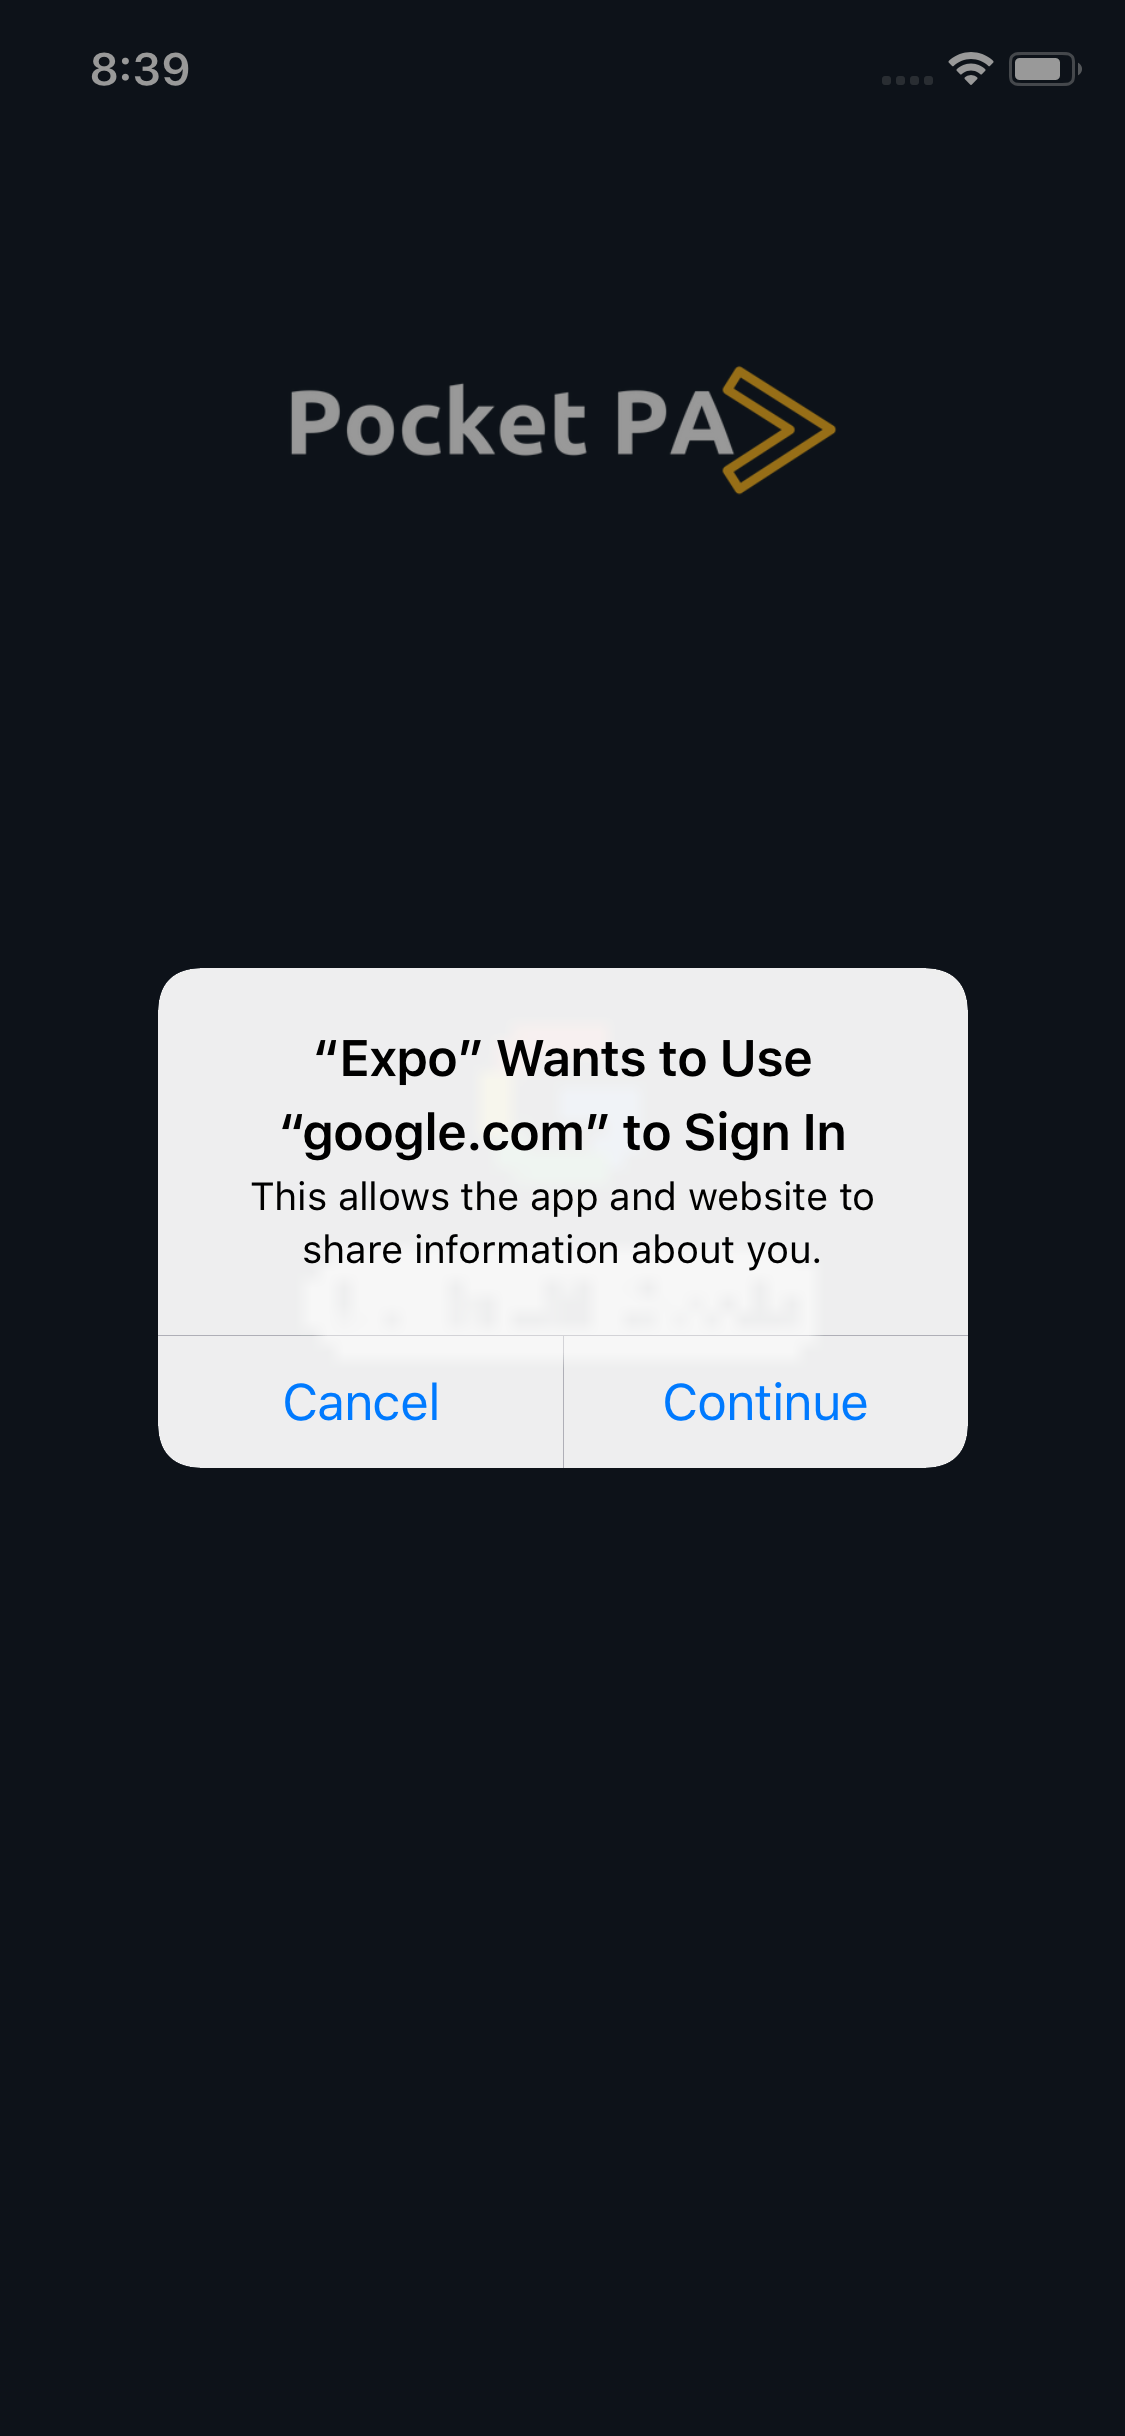 8:39
Pocket PA
“Expo” Wants to Use
“google.com” to Sign In
This allows the app and website to
share information about you.
Cancel
Continue